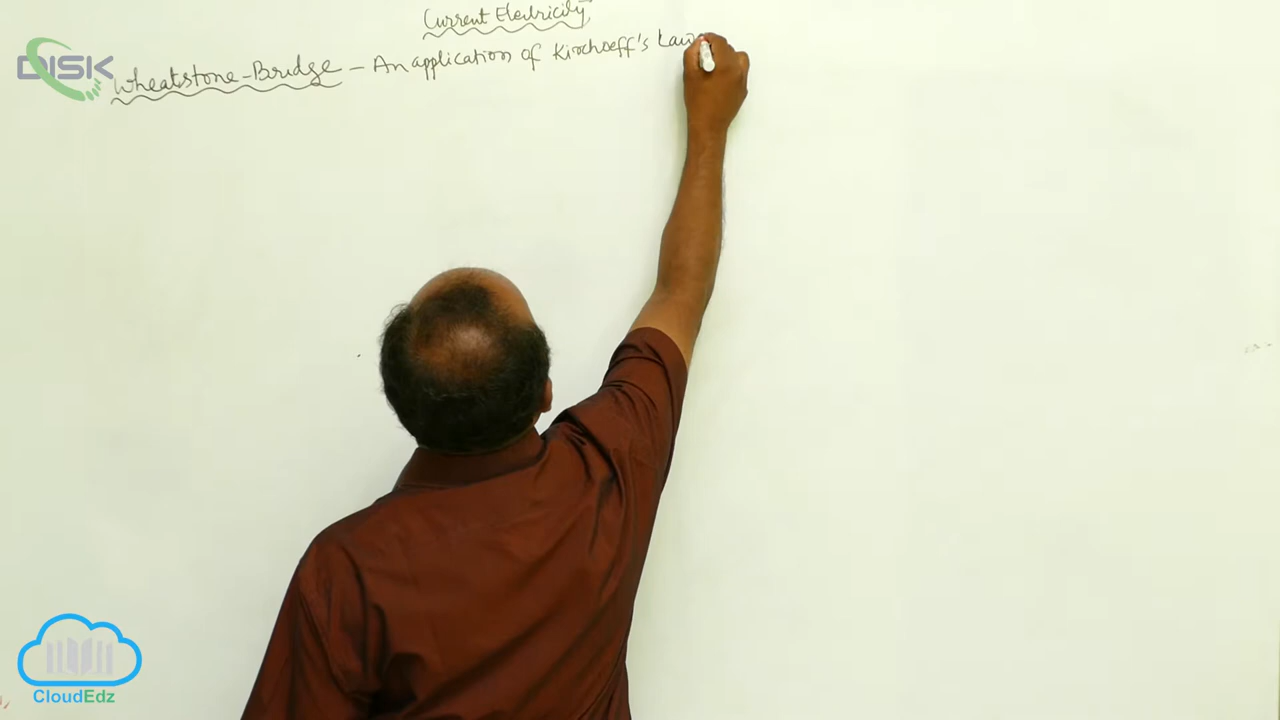 Current Electricity
Wheatstone-Bridge - An application of Kirchoeff's Law
DISK
CloudEdz